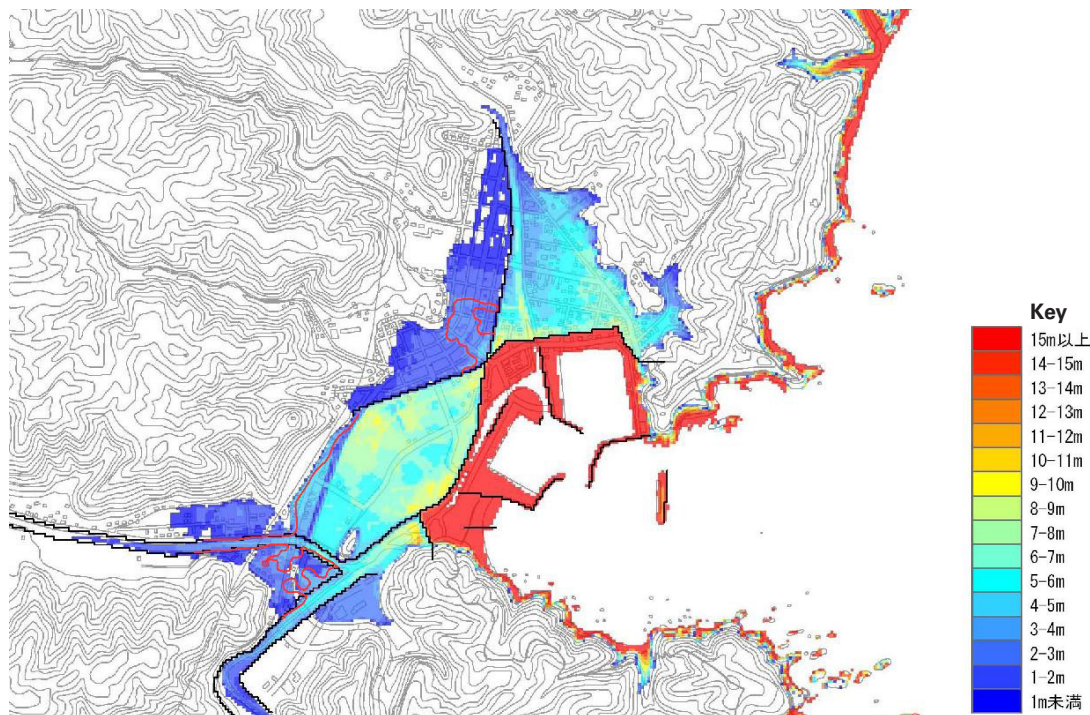 Key
15m以上
14-15m
13-14m
12-13m
11-12m
10-11m
9-10m
8-9m
7-8m
6-7m
5-6m
4-5m
3-4m
2-3m
1-2m
1m未満